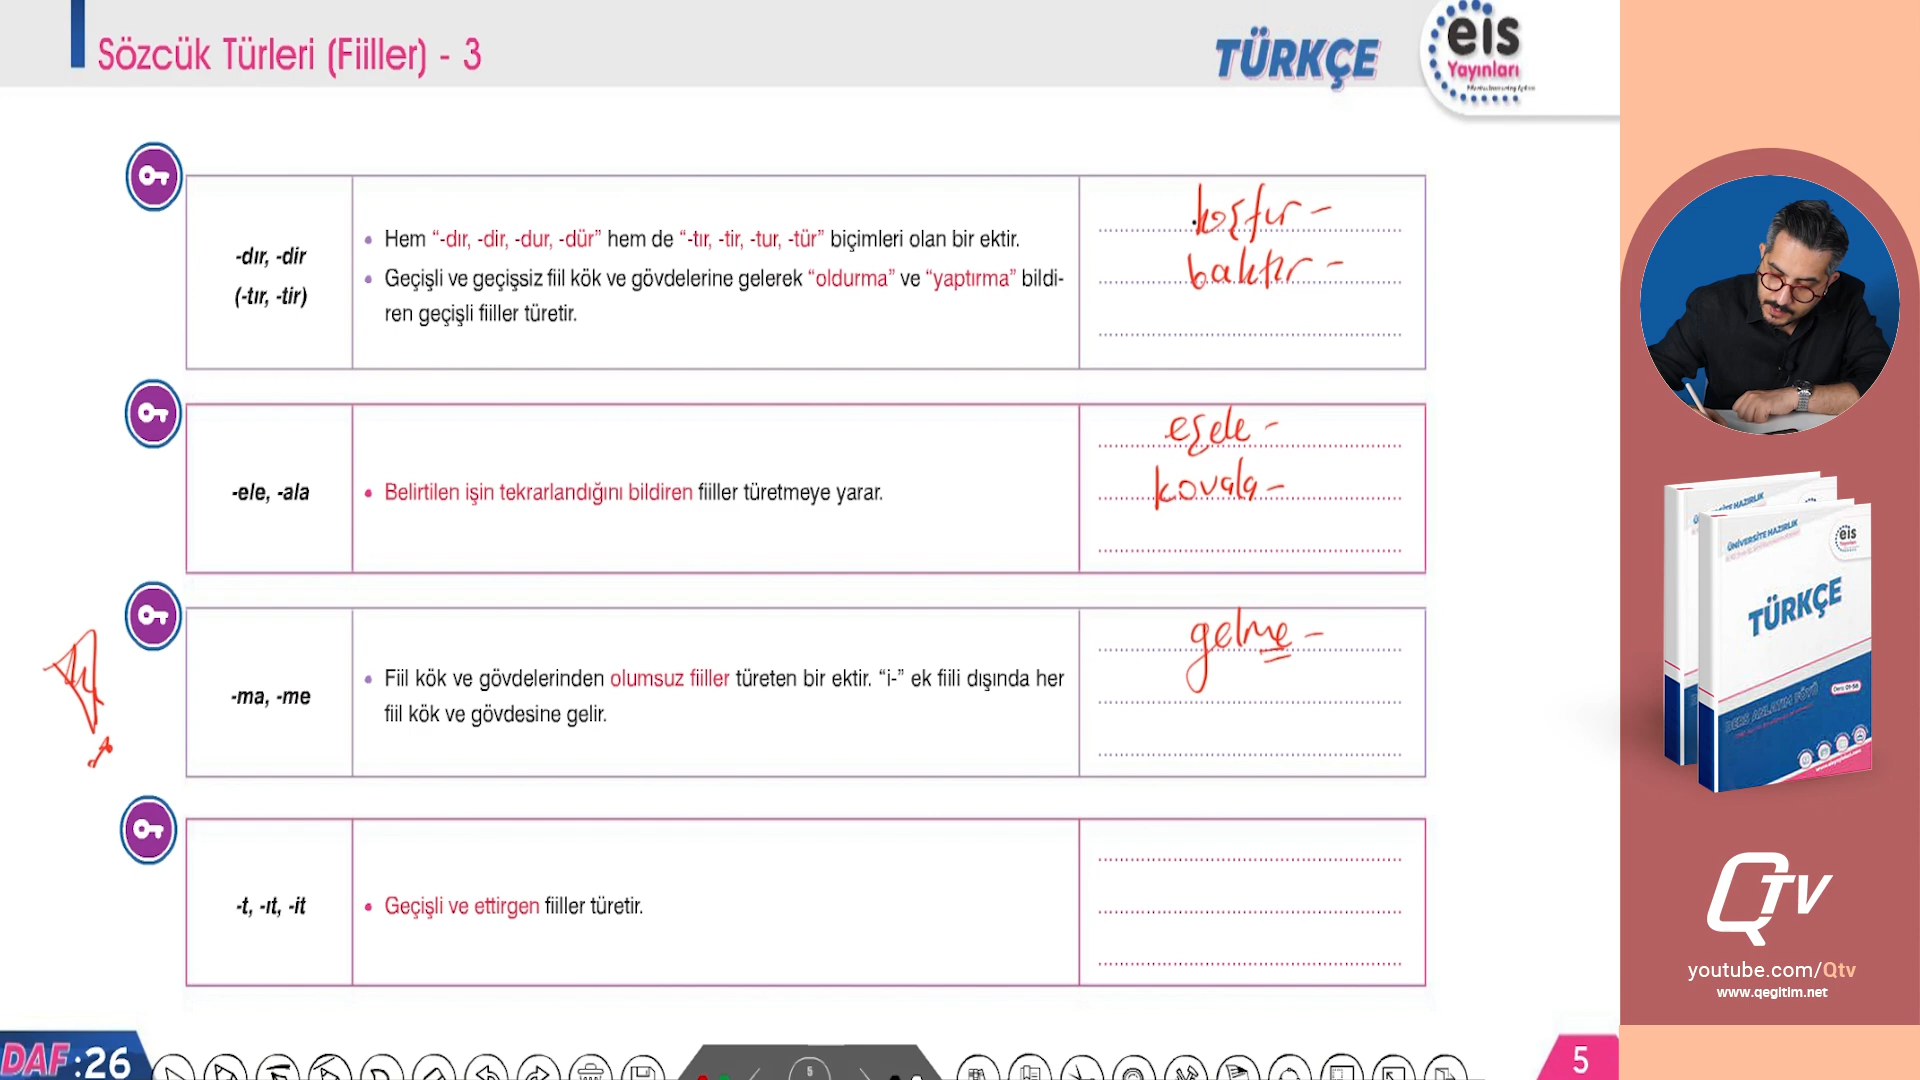 Sözcük Türleri (Fiiller) - 3
TÜRKÇE
eis
Yayınları
-dır, -dir
(-tır, -tir)
• Hem “-dır, -dir, -dur, -dür” hem de “-tır, -tir, -tur, -tür” biçimleri olan bir ektir.
• Geçişli ve geçişsiz fiil kök ve gövdelerine gelerek “oldurma” ve “yaptırma” bildi-
ren geçişli fiiller türetir.
koştur -
baktır -
-ele, -ala
• Belirtilen işin tekrarlandığını bildiren fiiller türetmeye yarar.
eşele -
kovala -
-ma, -me
• Fiil kök ve gövdelerinden olumsuz fiiller türeten bir ektir. “i-” ek fiili dışında her
fiil kök ve gövdesine gelir.
gelme -
-t, -ıt, -it
• Geçişli ve ettirgen fiiller türetir.
DAF:26
5
5
ÜNİVERSİTE HAZIRLIK
eis
TÜRKÇE
DERS ANLATIM FÖYÜ
QTV
youtube.com/Qtv
www.qegitim.net